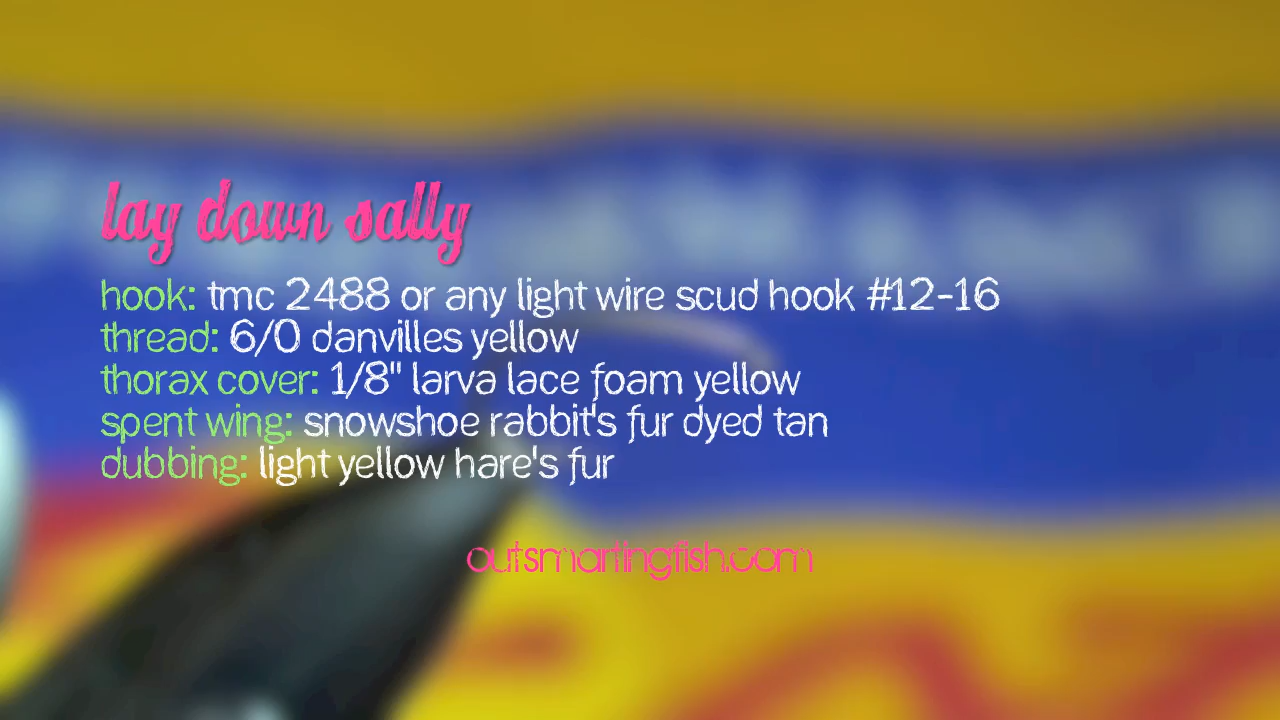 lay down sally
hook: tmc 2488 or any light wire scud hook #12-16
thread: 6/0 danvilles yellow
thorax cover: 1/8" larva lace foam yellow
spent wing: snowshoe rabbit's fur dyed tan
dubbing: light yellow hare's fur
outsmartingfish.com